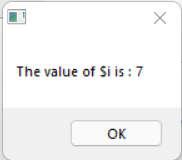 The value of $i is : 7
OK